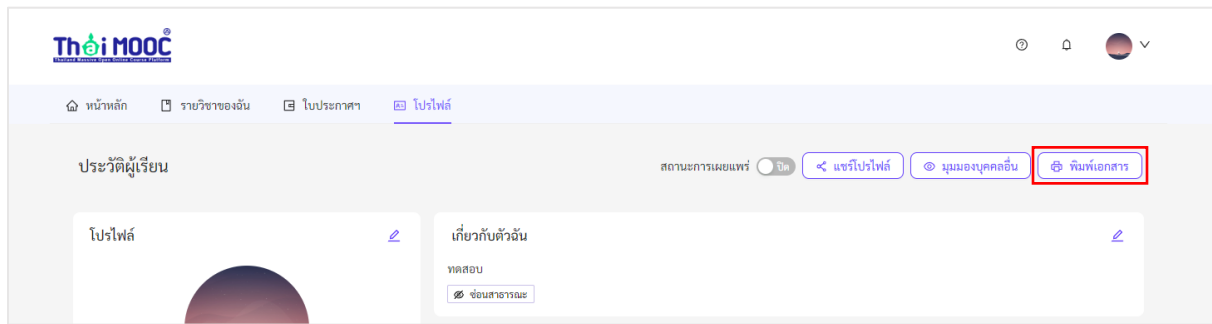 Thai MOOC
Thailand Massive Open Online Course Platform
หน้าหลัก รายวิชาของฉัน ใบประกาศฯ โปรไฟล์
ประวัติผู้เรียน สถานะการเผยแพร่ ปิด แชร์โปรไฟล์ มุมมองบุคคลอื่น พิมพ์เอกสาร
โปรไฟล์ เกี่ยวกับตัวฉัน
ทดสอบ
ซ่อนสาธารณะ